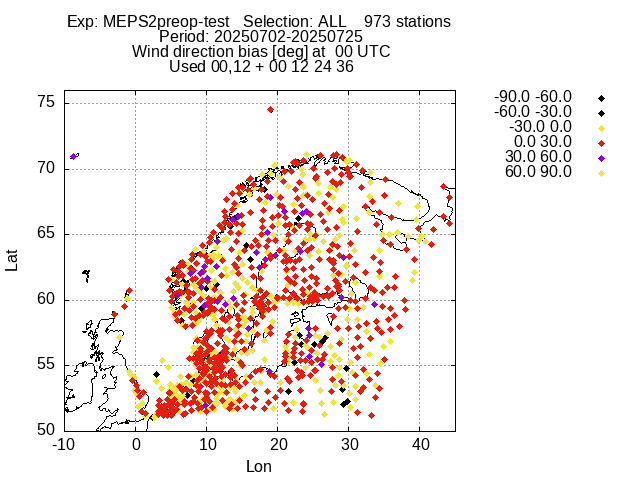 Exp: MEPS2preop-test   Selection: ALL    973 stations
Period: 20250702-20250725
Wind direction bias [deg] at  00 UTC
Used 00,12 + 00 12 24 36
-90.0 -60.0
-60.0 -30.0
-30.0 0.0
0.0 30.0
30.0 60.0
60.0 90.0
75
70
65
60
55
50
Lat
-10 0 10 20 30 40
Lon